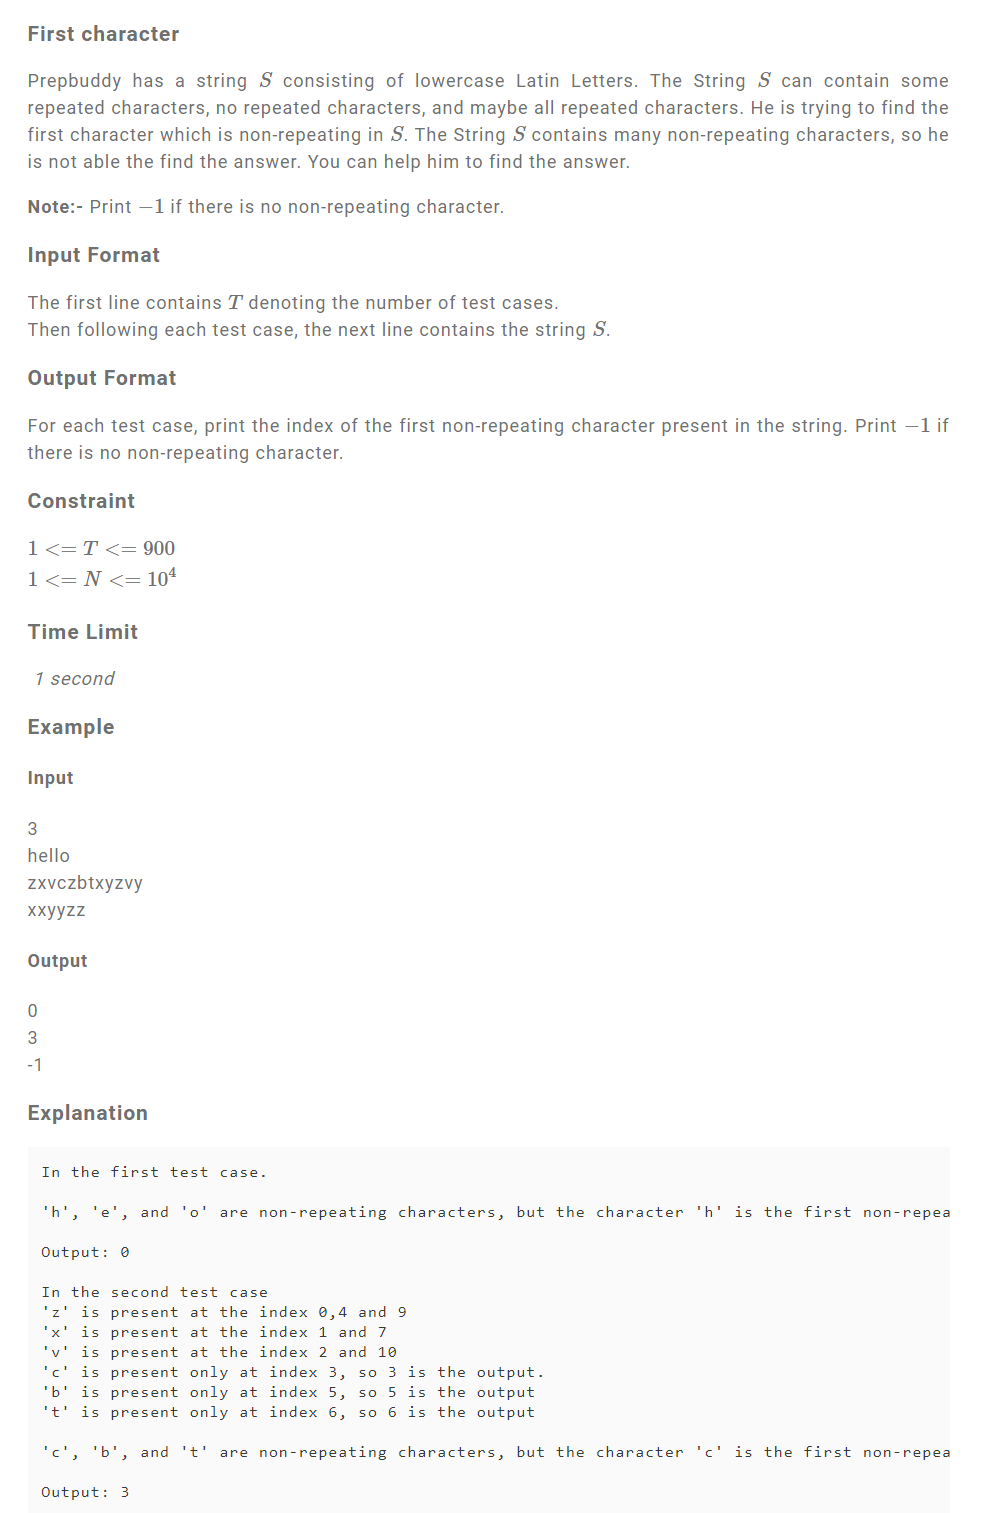 First character
Prepbuddy has a string S consisting of lowercase Latin Letters. The String S can contain some
repeated characters, no repeated characters, and maybe all repeated characters. He is trying to find the
first character which is non-repeating in S. The String S contains many non-repeating characters, so he
is not able the find the answer. You can help him to find the answer.
Note:- Print −1 if there is no non-repeating character.
Input Format
The first line contains T denoting the number of test cases.
Then following each test case, the next line contains the string S.
Output Format
For each test case, print the index of the first non-repeating character present in the string. Print −1 if
there is no non-repeating character.
Constraint
1 <= T <= 900
1 <= N <= 10⁴
Time Limit
1 second
Example
Input
3
hello
zxvczbtxyzvy
xxyyzz
Output
0
3
-1
Explanation
In the first test case.
'h', 'e', and 'o' are non-repeating characters, but the character 'h' is the first non-repea
Output: 0
In the second test case
'z' is present at the index 0,4 and 9
'x' is present at the index 1 and 7
'v' is present at the index 2 and 10
'c' is present only at index 3, so 3 is the output.
'b' is present only at index 5, so 5 is the output
't' is present only at index 6, so 6 is the output
'c', 'b', and 't' are non-repeating characters, but the character 'c' is the first non-repea
Output: 3